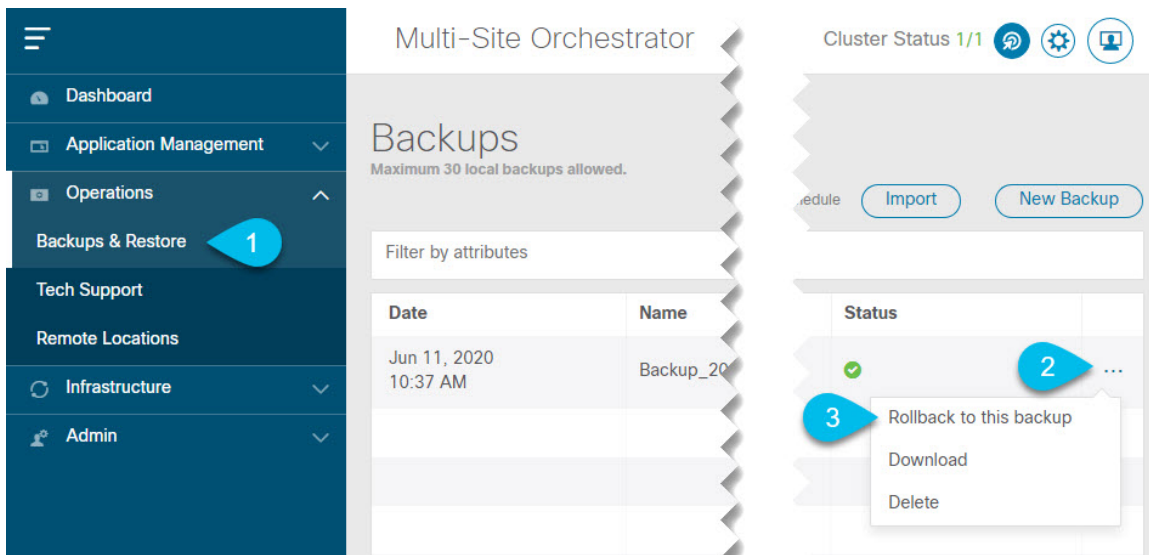 Multi-Site Orchestrator
Cluster Status 1/1
Dashboard
Application Management
Operations
Backups & Restore
1
Tech Support
Remote Locations
Infrastructure
Admin
Backups
Maximum 30 local backups allowed.
Import
New Backup
Filter by attributes
Date Name Status
Jun 11, 2020
10:37 AM
Backup_20
2
...
3
Rollback to this backup
Download
Delete